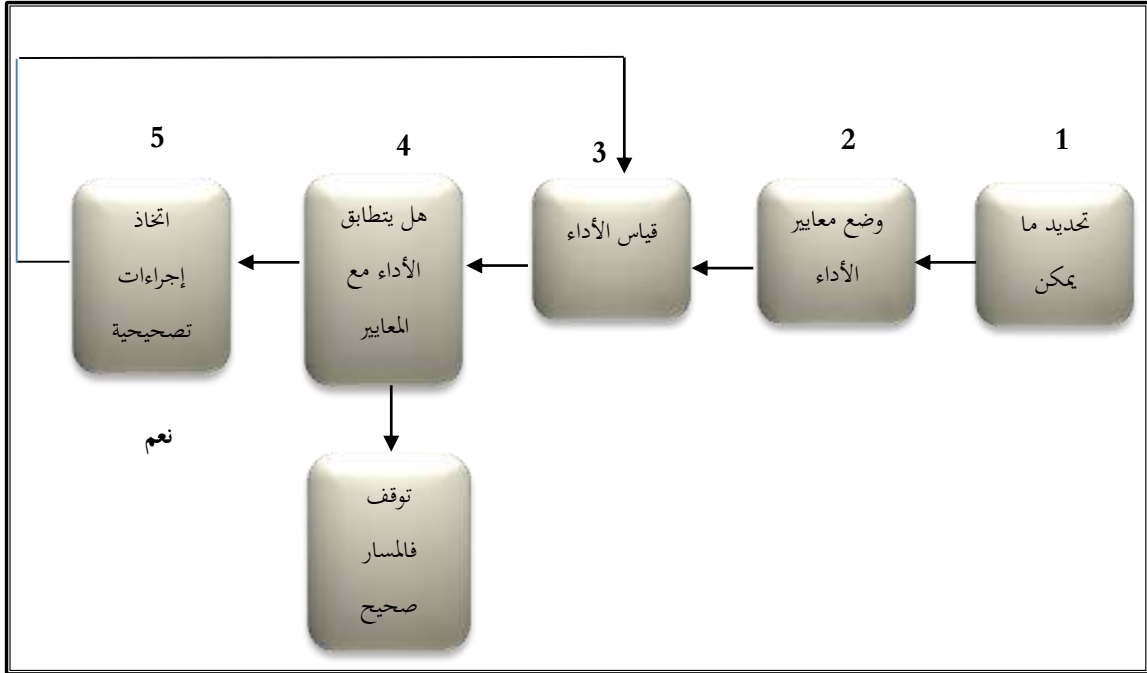 1
تحديد ما
يمكن
2
وضع معايير
الأداء
3
قياس الأداء
4
هل يتطابق
الأداء مع
المعايير
5
اتخاذ
إجراءات
تصحيحية
نعم
توقف
فالمسار
صحيح